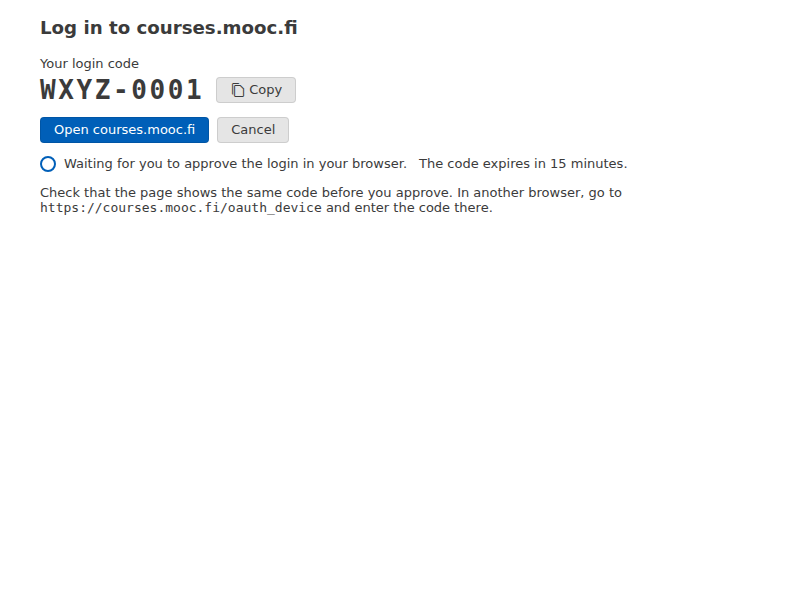 Log in to courses.mooc.fi
Your login code
WXYZ-0001 Copy
Open courses.mooc.fi Cancel
Waiting for you to approve the login in your browser. The code expires in 15 minutes.
Check that the page shows the same code before you approve. In another browser, go to
https://courses.mooc.fi/oauth_device and enter the code there.